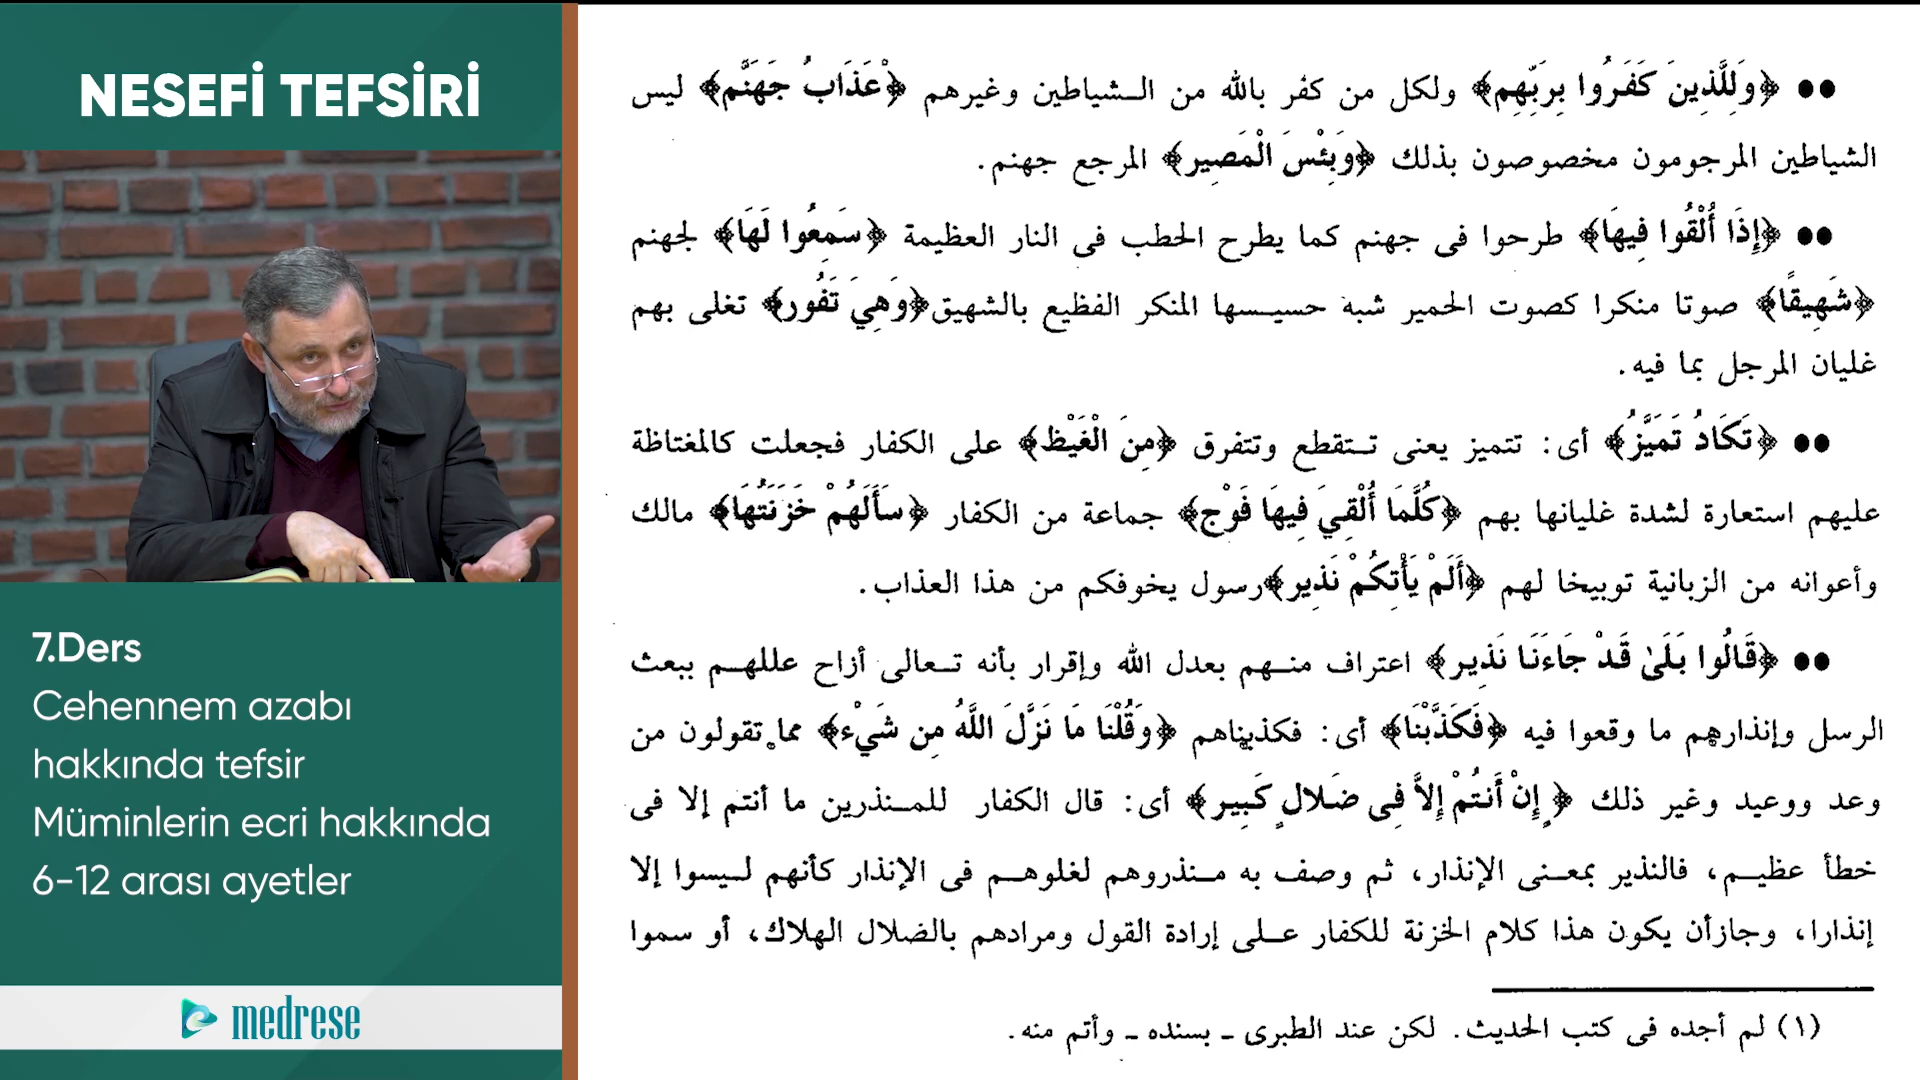 NESEFİ TEFSİRİ
7.Ders
Cehennem azabı
hakkında tefsir
Müminlerin ecri hakkında
6-12 arası ayetler
medrese
●● ﴿وَلِلَّذِينَ كَفَرُوا بِرَبِّهِم﴾ ولكل من كفر بالله من الشياطين وغيرهم ﴿عَذَابُ جَهَنَّم﴾ ليس
الشياطين المرجومون مخصوصون بذلك ﴿وَبِئْسَ الْمَصِير﴾ المرجع جهنم.
●● ﴿إِذَا أُلْقُوا فِيهَا﴾ طرحوا فى جهنم كما يطرح الحطب فى النار العظيمة ﴿سَمِعُوا لَهَا﴾ لجهنم
﴿شَهِيقًا﴾ صوتا منكرا كصوت الحمير شبه حسيسها المنكر الفظيع بالشهيق﴿وَهِيَ تَفُور﴾ تغلى بهم
غليان المرجل بما فيه.
●● ﴿تَكَادُ تَمَيَّزُ﴾ أى: تتميز يعنى تتقطع وتتفرق ﴿مِنَ الْغَيْظ﴾ على الكفار فجعلت كالمغتاظة
عليهم استعارة لشدة غليانها بهم ﴿كُلَّمَا أُلْقِيَ فِيهَا فَوْج﴾ جماعة من الكفار ﴿سَأَلَهُمْ خَزَنَتُهَا﴾ مالك
وأعوانه من الزبانية توبيخا لهم ﴿أَلَمْ يَأْتِكُمْ نَذِير﴾رسول يخوفكم من هذا العذاب.
●● ﴿قَالُوا بَلَىٰ قَدْ جَاءَنَا نَذِير﴾ اعتراف منهم بعدل الله وإقرار بأنه تعالى أزاح عللهم ببعث
الرسل وإنذارهم ما وقعوا فيه ﴿فَكَذَّبْنَا﴾ أى: فكذبناهم ﴿وَقُلْنَا مَا نَزَّلَ اللَّهُ مِن شَيْء﴾ مما تقولون من
وعد ووعيد وغير ذلك ﴿إِنْ أَنتُمْ إِلاَّ فِى ضَلالٍ كَبِير﴾ أى: قال الكفار للمنذرين ما أنتم إلا فى
خطأ عظيم، فالنذير بمعنى الإنذار، ثم وصف به منذروهم لغلوهم فى الإنذار كأنهم ليسوا إلا
إنذارا، وجازأن يكون هذا كلام الخزنة للكفار على إرادة القول ومرادهم بالضلال الهلاك، أو سموا
(١) لم أجده فى كتب الحديث. لكن عند الطبرى ـ بسنده ـ وأتم منه.